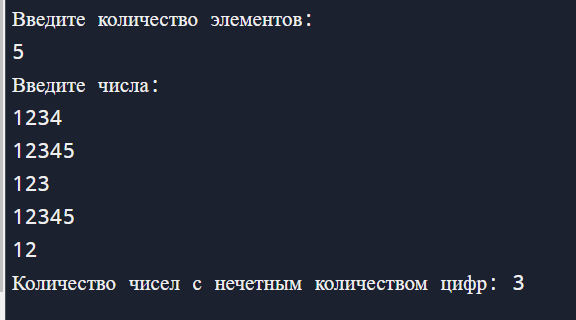 Введите количество элементов:
5
Введите числа:
1234
12345
123
12345
12
Количество чисел с нечетным количеством цифр: 3